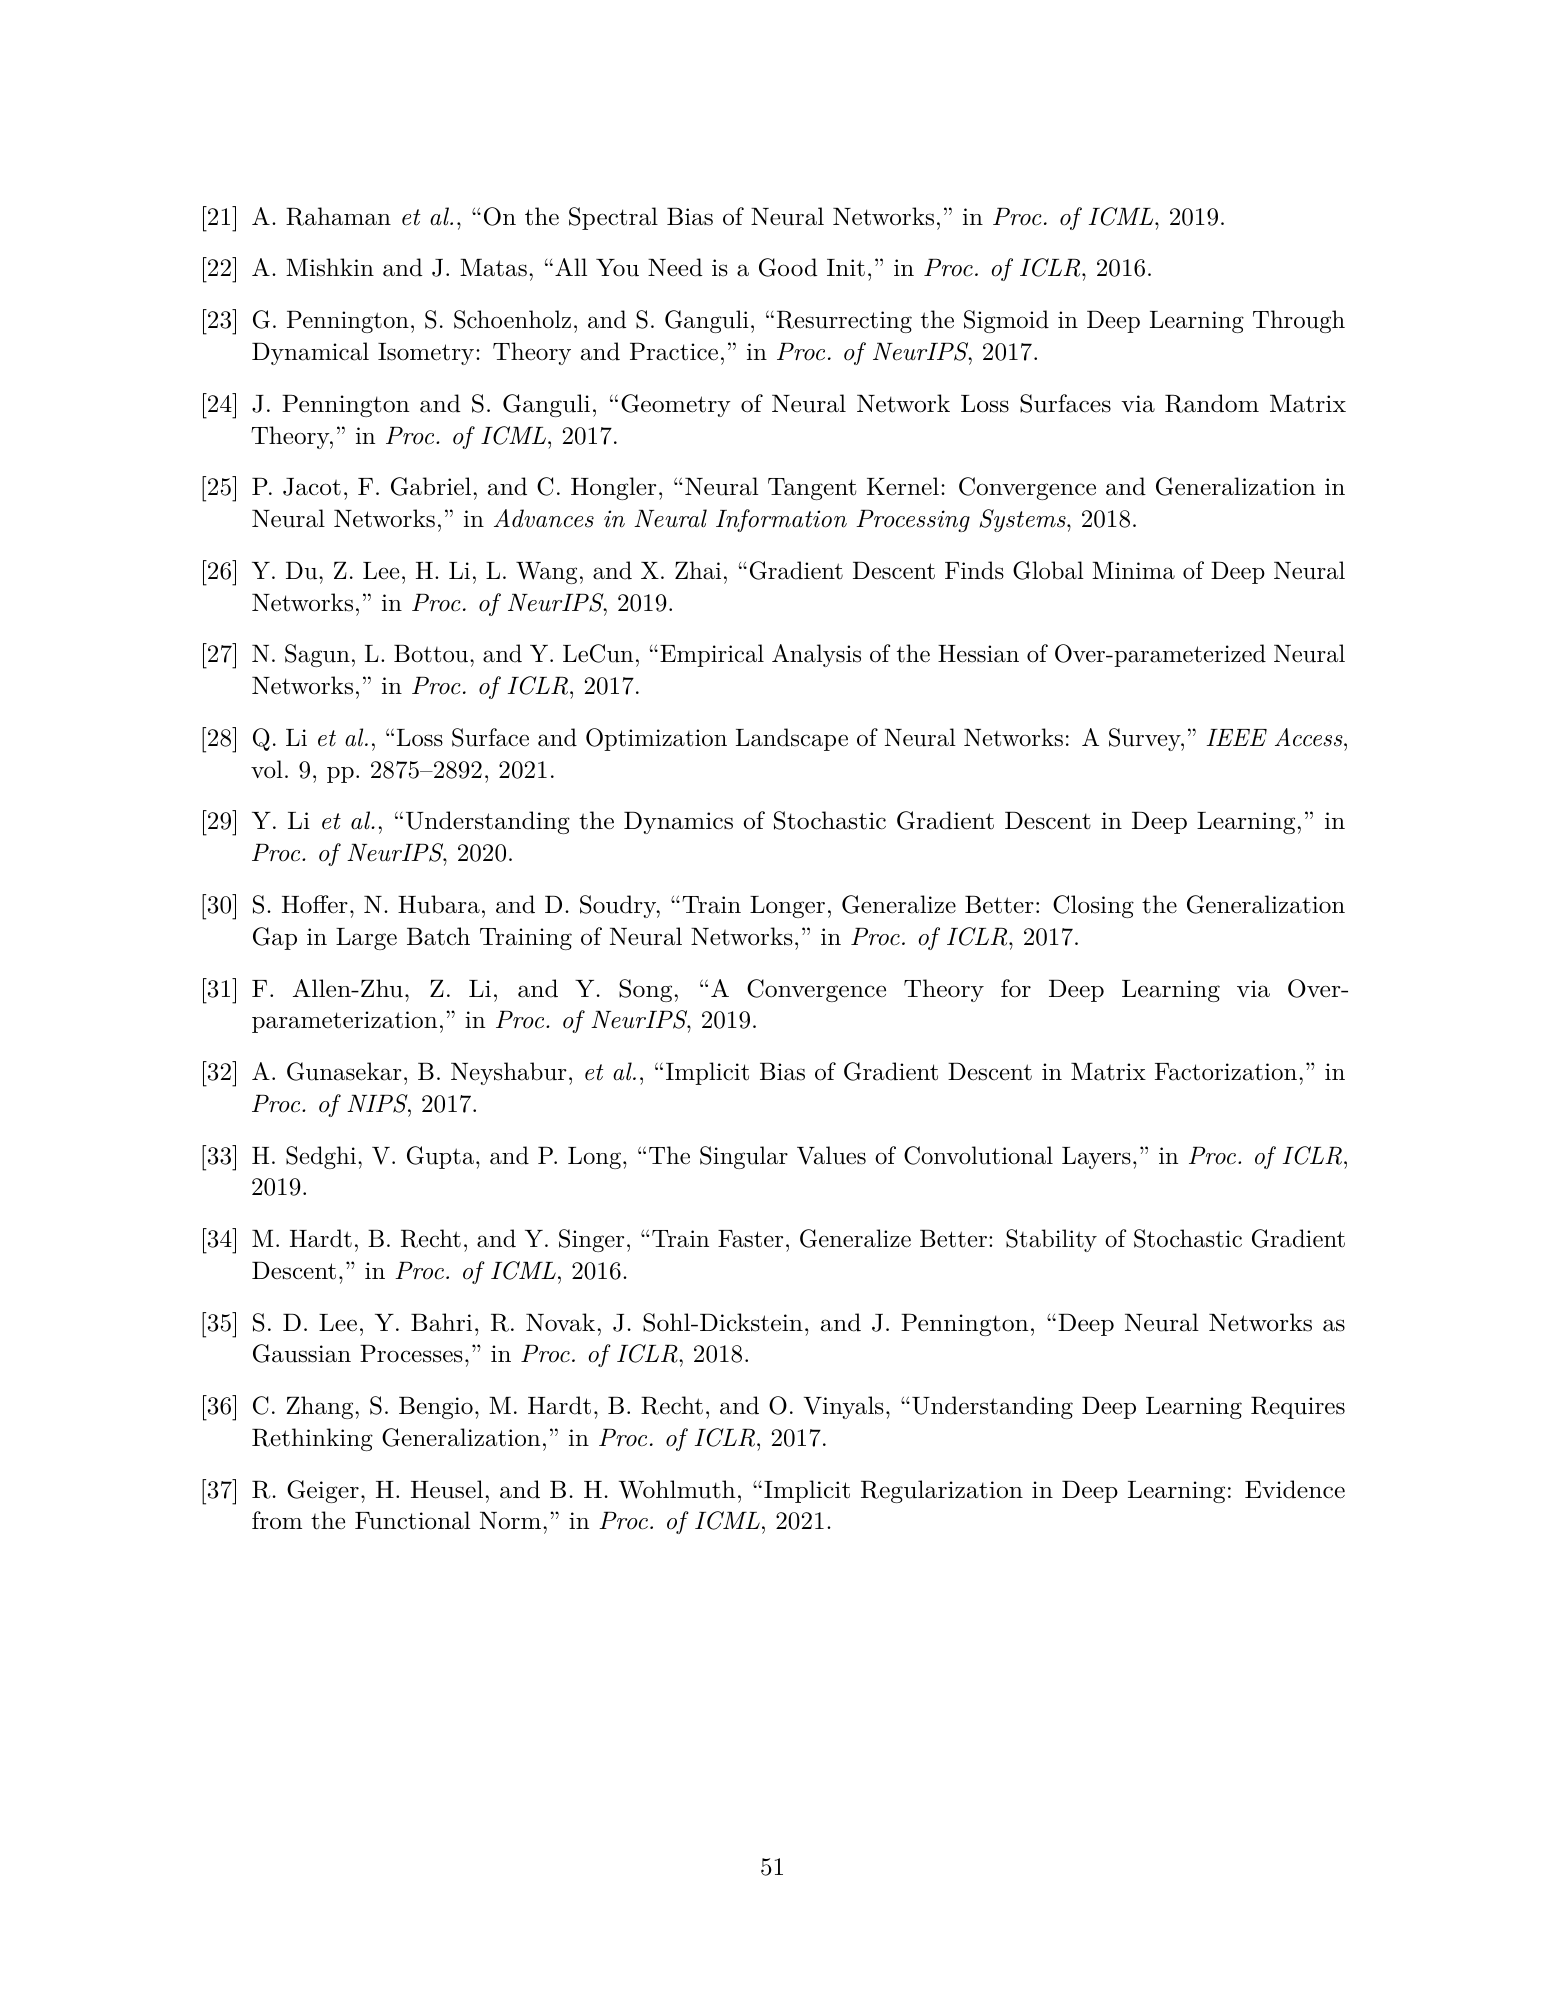 [21] A. Rahaman et al., “On the Spectral Bias of Neural Networks,” in Proc. of ICML, 2019.
[22] A. Mishkin and J. Matas, “All You Need is a Good Init,” in Proc. of ICLR, 2016.
[23] G. Pennington, S. Schoenholz, and S. Ganguli, “Resurrecting the Sigmoid in Deep Learning Through
Dynamical Isometry: Theory and Practice,” in Proc. of NeurIPS, 2017.
[24] J. Pennington and S. Ganguli, “Geometry of Neural Network Loss Surfaces via Random Matrix
Theory,” in Proc. of ICML, 2017.
[25] P. Jacot, F. Gabriel, and C. Hongler, “Neural Tangent Kernel: Convergence and Generalization in
Neural Networks,” in Advances in Neural Information Processing Systems, 2018.
[26] Y. Du, Z. Lee, H. Li, L. Wang, and X. Zhai, “Gradient Descent Finds Global Minima of Deep Neural
Networks,” in Proc. of NeurIPS, 2019.
[27] N. Sagun, L. Bottou, and Y. LeCun, “Empirical Analysis of the Hessian of Over-parameterized Neural
Networks,” in Proc. of ICLR, 2017.
[28] Q. Li et al., “Loss Surface and Optimization Landscape of Neural Networks: A Survey,” IEEE Access,
vol. 9, pp. 2875–2892, 2021.
[29] Y. Li et al., “Understanding the Dynamics of Stochastic Gradient Descent in Deep Learning,” in
Proc. of NeurIPS, 2020.
[30] S. Hoffer, N. Hubara, and D. Soudry, “Train Longer, Generalize Better: Closing the Generalization
Gap in Large Batch Training of Neural Networks,” in Proc. of ICLR, 2017.
[31] F. Allen-Zhu, Z. Li, and Y. Song, “A Convergence Theory for Deep Learning via Over-
parameterization,” in Proc. of NeurIPS, 2019.
[32] A. Gunasekar, B. Neyshabur, et al., “Implicit Bias of Gradient Descent in Matrix Factorization,” in
Proc. of NIPS, 2017.
[33] H. Sedghi, V. Gupta, and P. Long, “The Singular Values of Convolutional Layers,” in Proc. of ICLR,
2019.
[34] M. Hardt, B. Recht, and Y. Singer, “Train Faster, Generalize Better: Stability of Stochastic Gradient
Descent,” in Proc. of ICML, 2016.
[35] S. D. Lee, Y. Bahri, R. Novak, J. Sohl-Dickstein, and J. Pennington, “Deep Neural Networks as
Gaussian Processes,” in Proc. of ICLR, 2018.
[36] C. Zhang, S. Bengio, M. Hardt, B. Recht, and O. Vinyals, “Understanding Deep Learning Requires
Rethinking Generalization,” in Proc. of ICLR, 2017.
[37] R. Geiger, H. Heusel, and B. H. Wohlmuth, “Implicit Regularization in Deep Learning: Evidence
from the Functional Norm,” in Proc. of ICML, 2021.
51